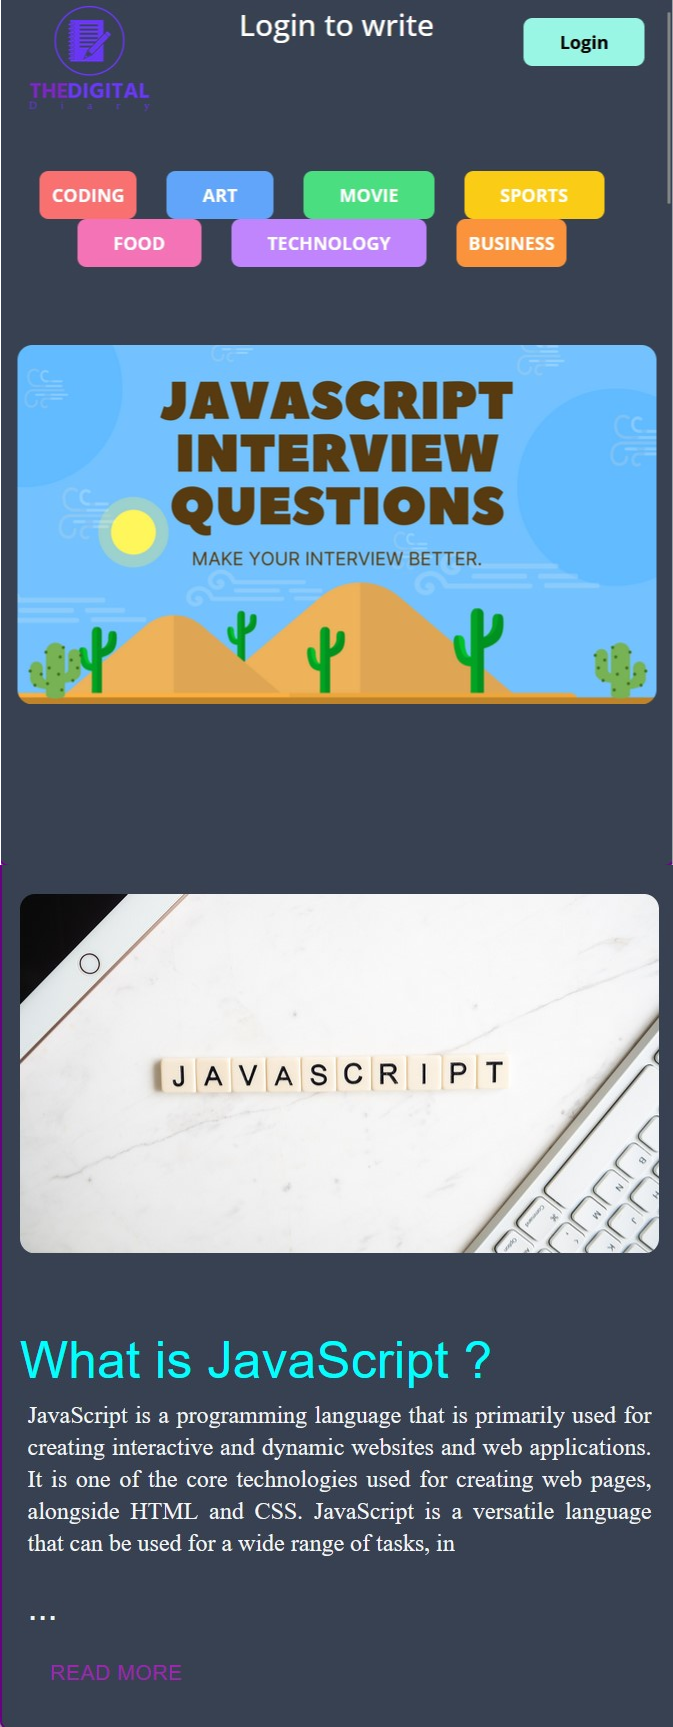 Login to write
Login
THEDIGITAL
Diary
CODING ART MOVIE SPORTS
FOOD TECHNOLOGY BUSINESS
JAVASCRIPT
INTERVIEW
QUESTIONS
MAKE YOUR INTERVIEW BETTER.
JAVASCRIPT
What is JavaScript ?
JavaScript is a programming language that is primarily used for
creating interactive and dynamic websites and web applications.
It is one of the core technologies used for creating web pages,
alongside HTML and CSS. JavaScript is a versatile language
that can be used for a wide range of tasks, in
...
READ MORE